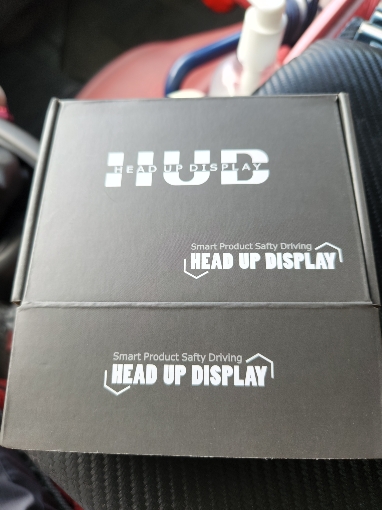 HUD
HEAD UP DISPLAY
Smart Product Safty Driving
HEAD UP DISPLAY
Smart Product Safty Driving
HEAD UP DISPLAY